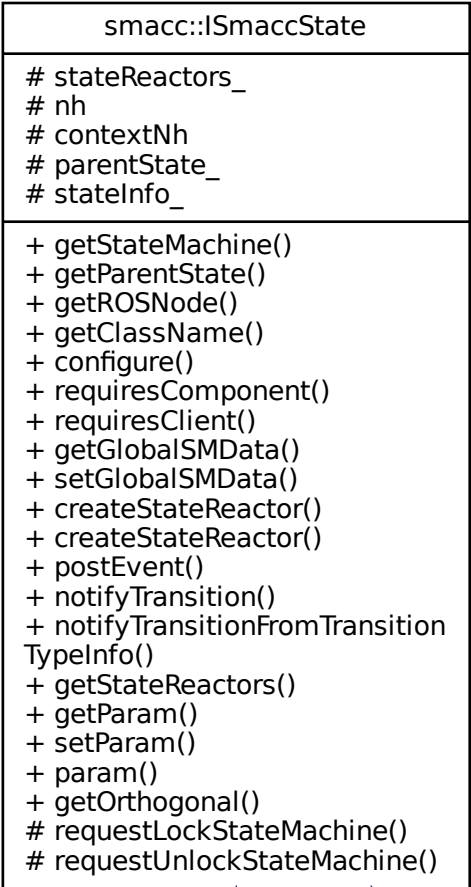 smacc::ISmaccState
# stateReactors_
# nh
# contextNh
# parentState_
# stateInfo_
+ getStateMachine()
+ getParentState()
+ getROSNode()
+ getClassName()
+ configure()
+ requiresComponent()
+ requiresClient()
+ getGlobalSMData()
+ setGlobalSMData()
+ createStateReactor()
+ createStateReactor()
+ postEvent()
+ notifyTransition()
+ notifyTransitionFromTransition
TypeInfo()
+ getStateReactors()
+ getParam()
+ setParam()
+ param()
+ getOrthogonal()
# requestLockStateMachine()
# requestUnlockStateMachine()